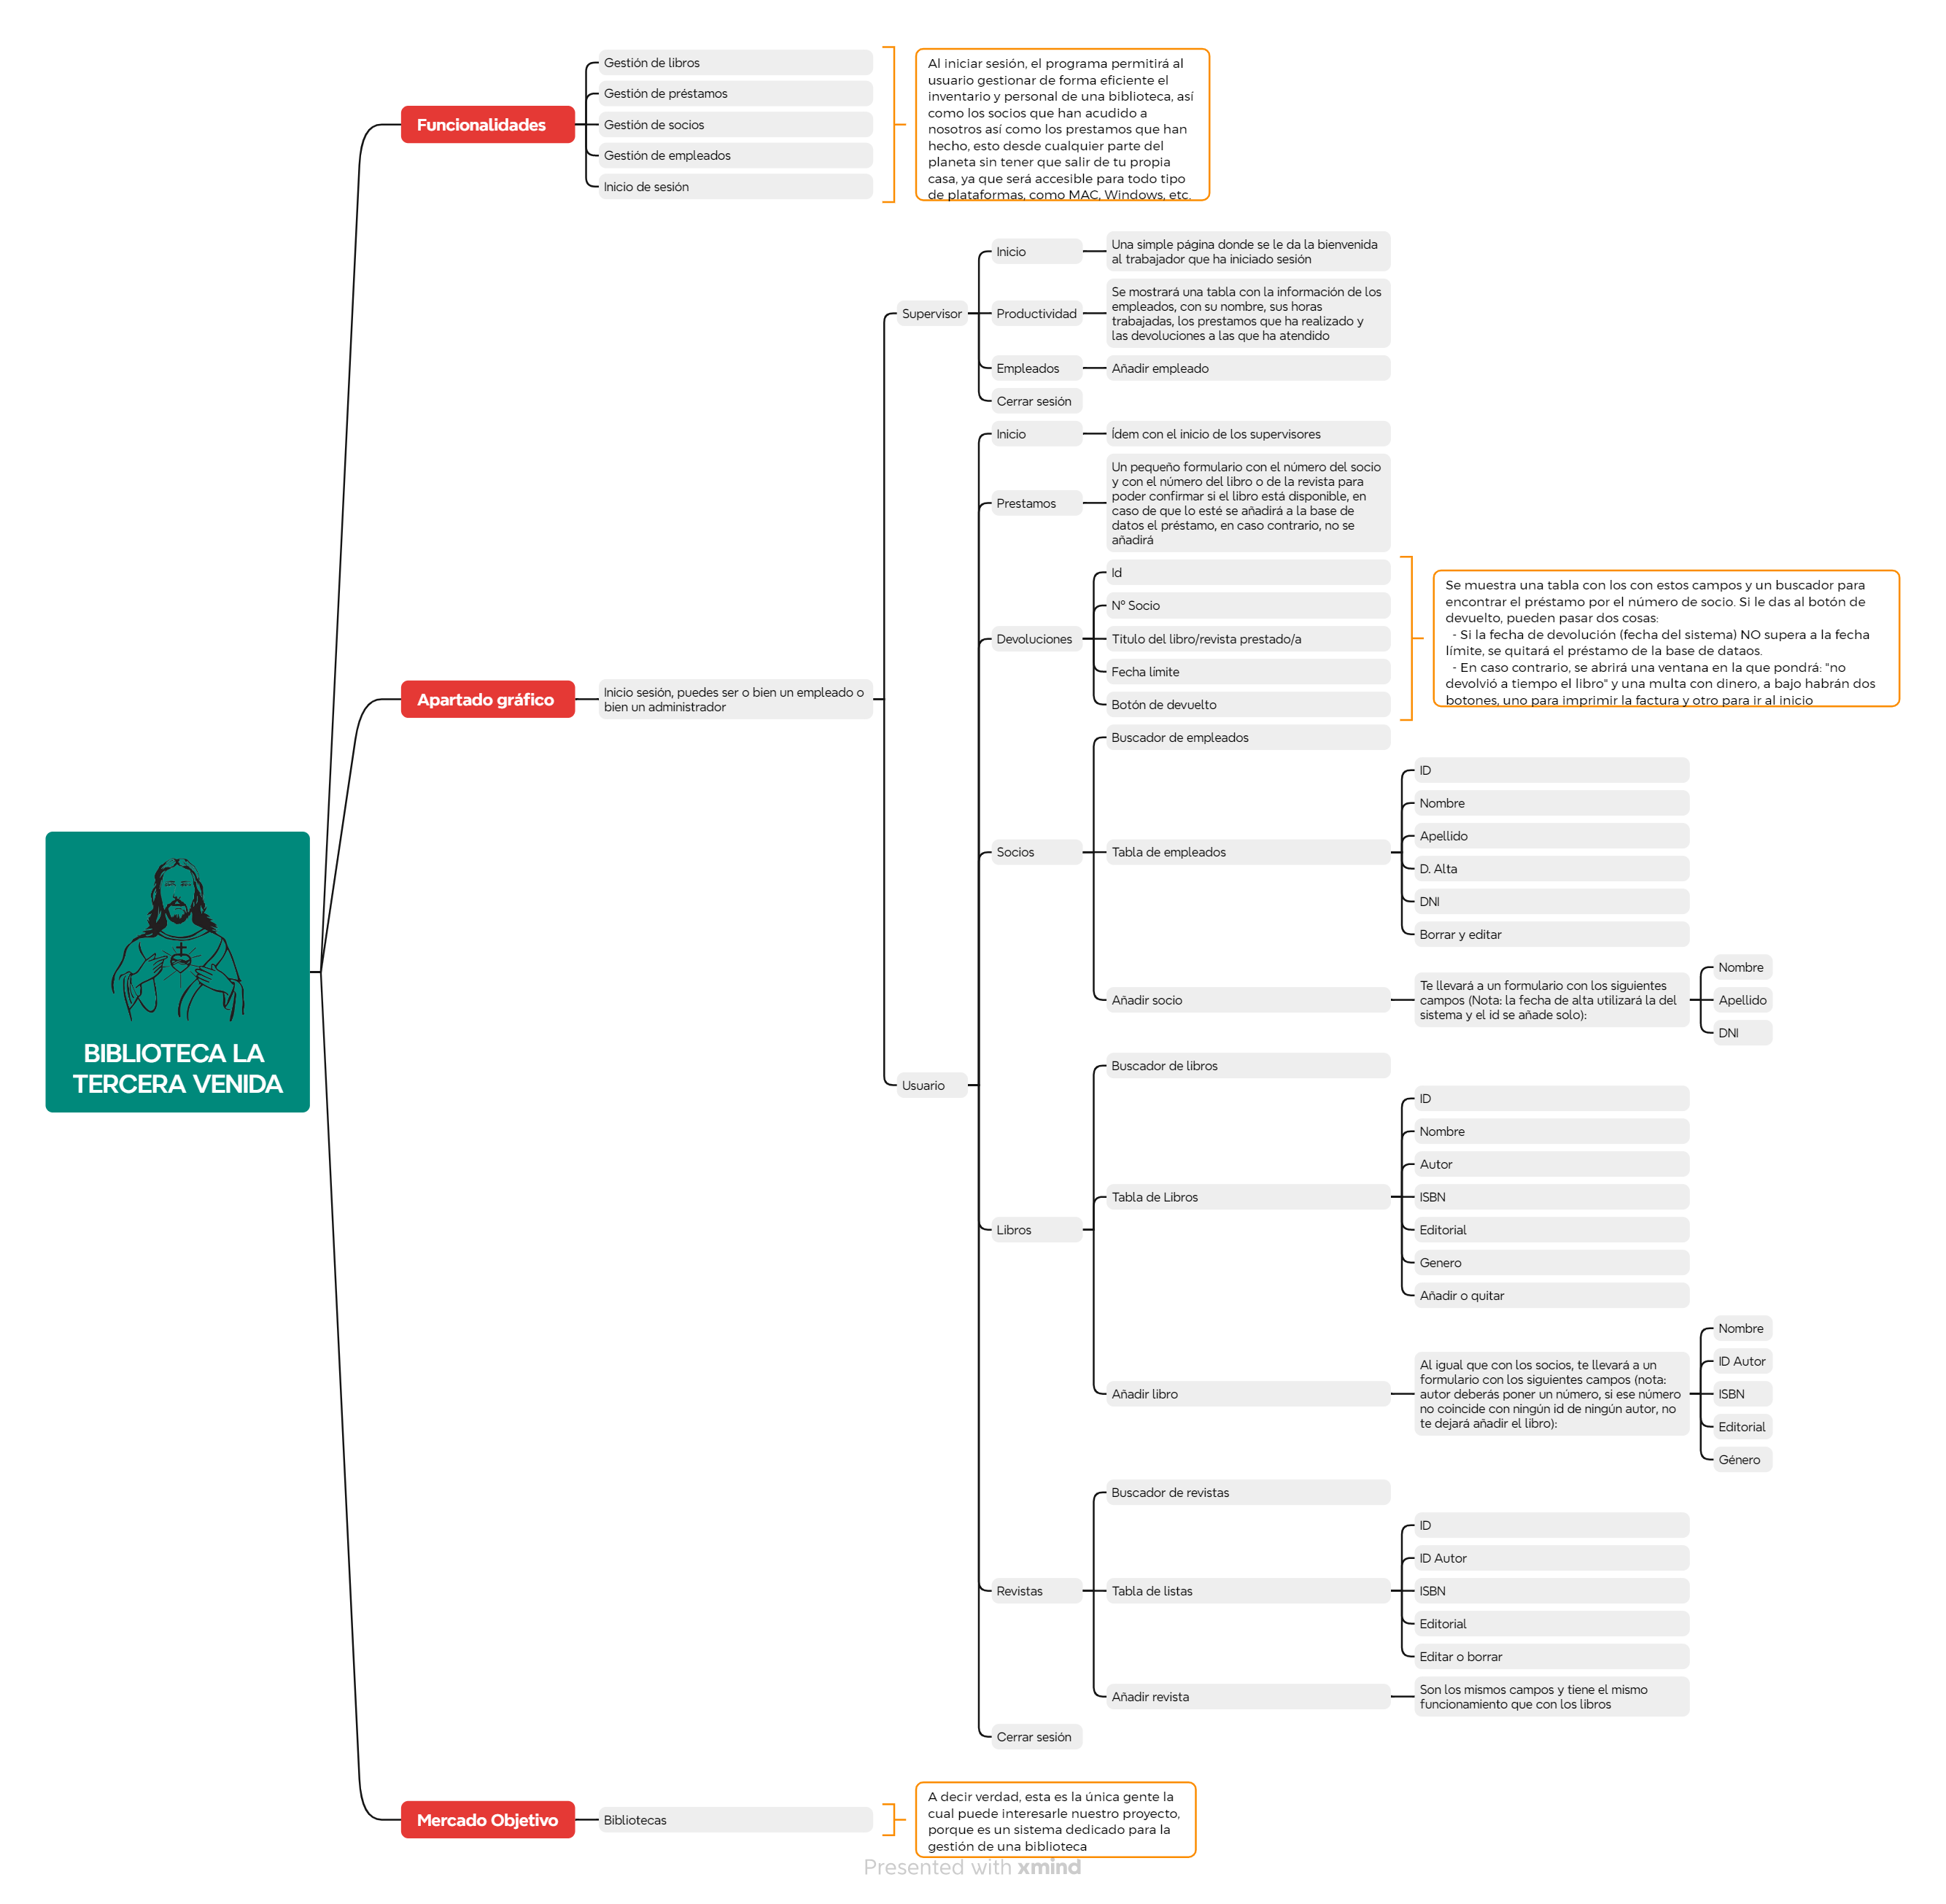 Gestión de libros
Gestión de préstamos
Funcionalidades
Gestión de socios
Gestión de empleados
Inicio de sesión
Al iniciar sesión, el programa permitirá al
usuario gestionar de forma eficiente el
inventario y personal de una biblioteca, así
como los socios que han acudido a
nosotros así como los prestamos que han
hecho, esto desde cualquier parte del
planeta sin tener que salir de tu propia
casa, ya que será accesible para todo tipo
de plataformas, como MAC, Windows, etc.
Apartado gráfico
Inicio sesión, puedes ser o bien un empleado o
bien un administrador
Supervisor
Inicio
Una simple página donde se le da la bienvenida
al trabajador que ha iniciado sesión
Productividad
Se mostrará una tabla con la información de los
empleados, con su nombre, sus horas
trabajadas, los prestamos que ha realizado y
las devoluciones a las que ha atendido
Empleados
Añadir empleado
Cerrar sesión
Usuario
Inicio
Ídem con el inicio de los supervisores
Prestamos
Un pequeño formulario con el número del socio
y con el número del libro o de la revista para
poder confirmar si el libro está disponible, en
caso de que lo esté se añadirá a la base de
datos el préstamo, en caso contrario, no se
añadirá
Devoluciones
Id
Nº Socio
Titulo del libro/revista prestado/a
Fecha límite
Botón de devuelto
Se muestra una tabla con los con estos campos y un buscador para
encontrar el préstamo por el número de socio. Si le das al botón de
devuelto, pueden pasar dos cosas:
- Si la fecha de devolución (fecha del sistema) NO supera a la fecha
límite, se quitará el préstamo de la base de dataos.
- En caso contrario, se abrirá una ventana en la que pondrá: "no
devolvió a tiempo el libro" y una multa con dinero, a bajo habrán dos
botones, uno para imprimir la factura y otro para ir al inicio
Socios
Buscador de empleados
Tabla de empleados
ID
Nombre
Apellido
D. Alta
DNI
Borrar y editar
Añadir socio
Te llevará a un formulario con los siguientes
campos (Nota: la fecha de alta utilizará la del
sistema y el id se añade solo):
Nombre
Apellido
DNI
Libros
Buscador de libros
Tabla de Libros
ID
Nombre
Autor
ISBN
Editorial
Genero
Añadir o quitar
Añadir libro
Al igual que con los socios, te llevará a un
formulario con los siguientes campos (nota:
autor deberás poner un número, si ese número
no coincide con ningún id de ningún autor, no
te dejará añadir el libro):
Nombre
ID Autor
ISBN
Editorial
Género
Revistas
Buscador de revistas
Tabla de listas
ID
ID Autor
ISBN
Editorial
Editar o borrar
Añadir revista
Son los mismos campos y tiene el mismo
funcionamiento que con los libros
Cerrar sesión
BIBLIOTECA LA
TERCERA VENIDA
Mercado Objetivo
Bibliotecas
A decir verdad, esta es la única gente la
cual puede interesarle nuestro proyecto,
porque es un sistema dedicado para la
gestión de una biblioteca
Presented with xmind